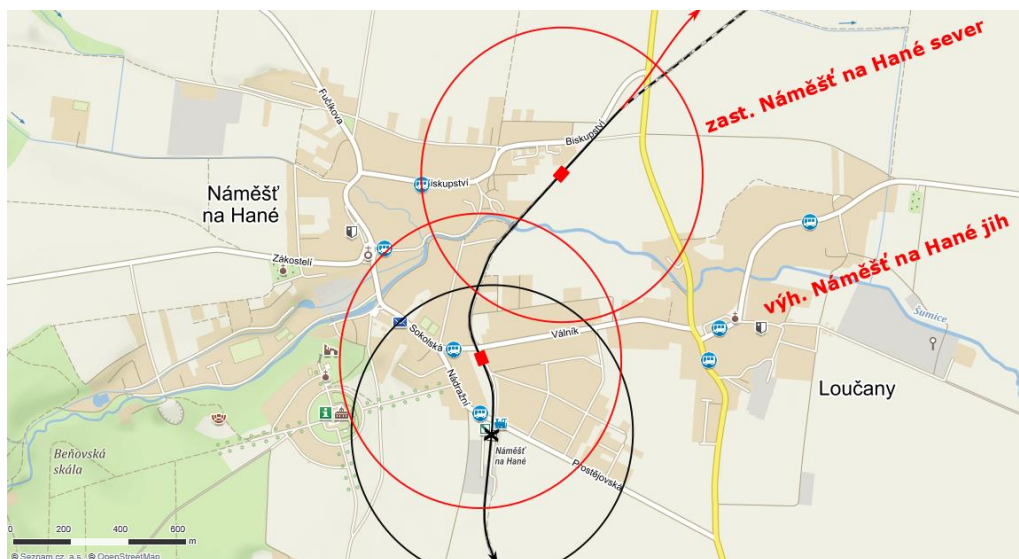 zast. Náměšť na Hané sever
Fučíkova
Biskupství
Biskupství
Náměšť
na Hané
Zákostelí
výh. Náměšť na Hané jih
Šumice
Sokolská
Válník
Nádražní
Loučany
Beňovská
skála
Náměšť
na Hané
Prostějovská
0 200 400 600
m
© Seznam.cz, a.s., © OpenStreetMap